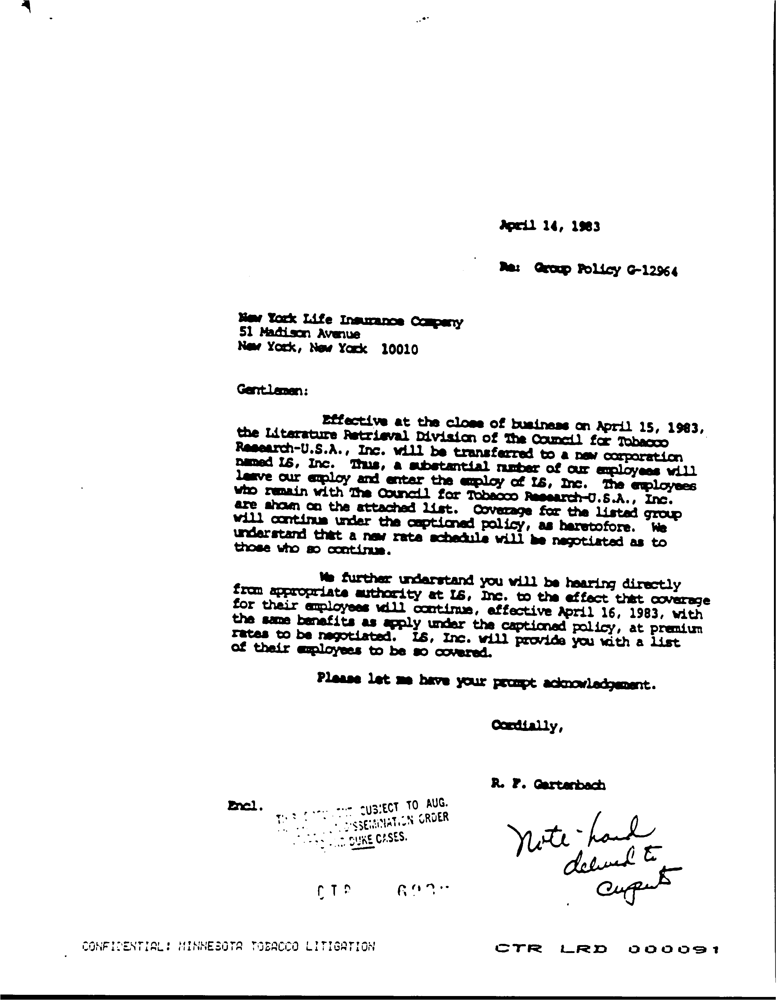 April 14, 1983
Re: Group Policy G-12964
New York Life Insurance Company
51 Madison Avenue
New York, New York 10010
Gentlemen:
Effective at the close of business on April 15, 1983,
the Literature Retrieval Division of The Council for Tobacco
Research-U.S.A., Inc. will be transferred to a new corporation
named LS, Inc. Thus, a substantial number of our employees will
leave our employ and enter the employ of LS, Inc. The employees
who remain with The Council for Tobacco Research-U.S.A., Inc.
are shown on the attached list. Coverage for the listed group
will continue under the captioned policy, as heretofore. We
understand that a new rate schedule will be negotiated as to
those who so continue.
We further understand you will be hearing directly
from appropriate authority at LS, Inc. to the effect that coverage
for their employees will continue, effective April 16, 1983, with
the same benefits as apply under the captioned policy, at premium
rates to be negotiated. LS, Inc. will provide you with a list
of their employees to be so covered.
Please let me have your prompt acknowledgement.
Cordially,
R. F. Gertenbach
Encl.
SUBJECT TO AUG.
DISSEMINATION ORDER
DUKE CASES.
Note-hand
to
CTR
CONFIDENTIAL: MINNESOTA TOBACCO LITIGATION
CTR LRD 000091